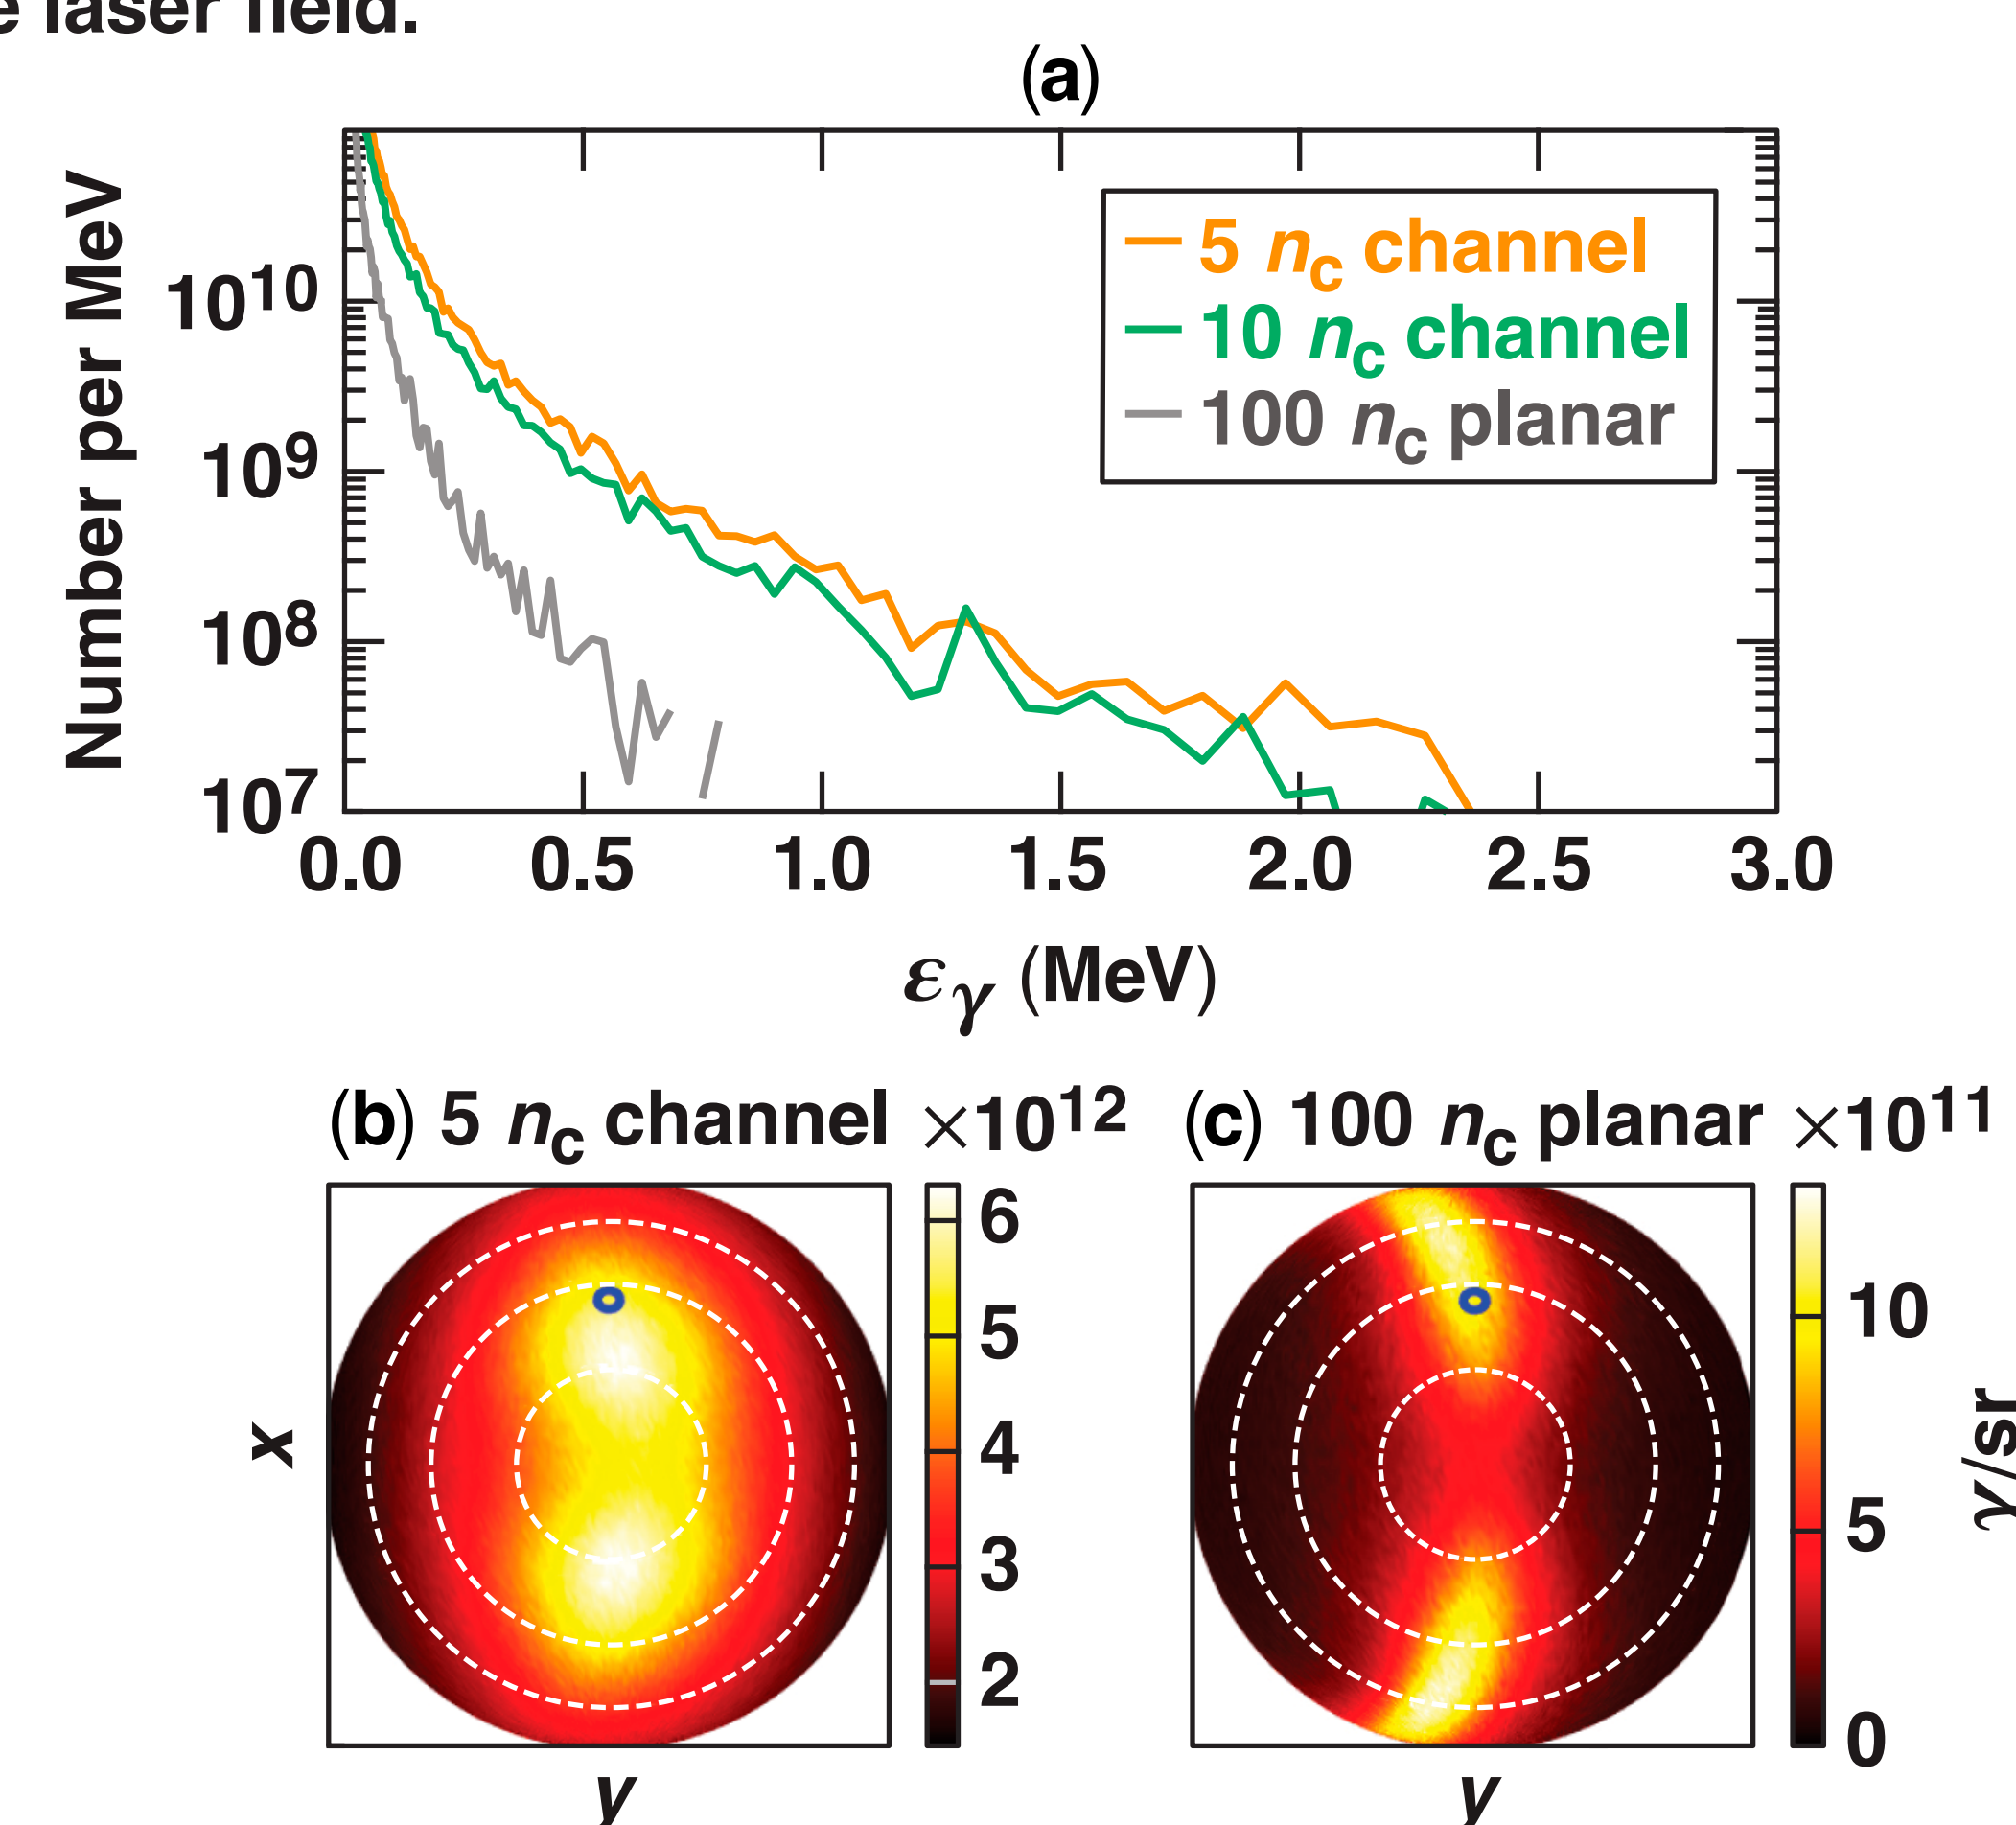 e laser field.
(a)
Number per MeV
10¹⁰
10⁹
10⁸
10⁷
5 n_c channel
10 n_c channel
100 n_c planar
0.0 0.5 1.0 1.5 2.0 2.5 3.0
ε_γ (MeV)
(b) 5 n_c channel ×10¹²
6
5
4
3
2
x
y
(c) 100 n_c planar ×10¹¹
10
5
0
γ/sr
y